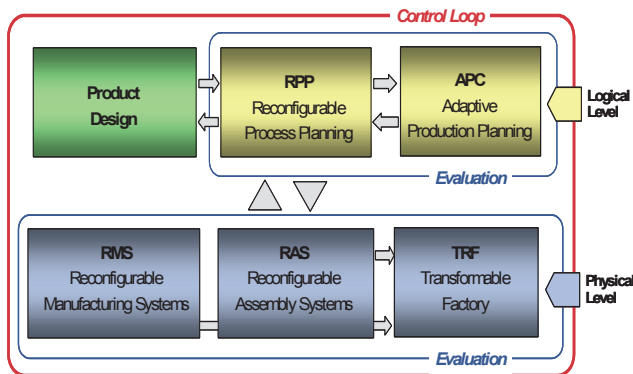 Control Loop
Product
Design
RPP
Reconfigurable
Process Planning
APC
Adaptive
Production Planning
Logical
Level
Evaluation
RMS
Reconfigurable
Manufacturing Systems
RAS
Reconfigurable
Assembly Systems
TRF
Transformable
Factory
Physical
Level
Evaluation